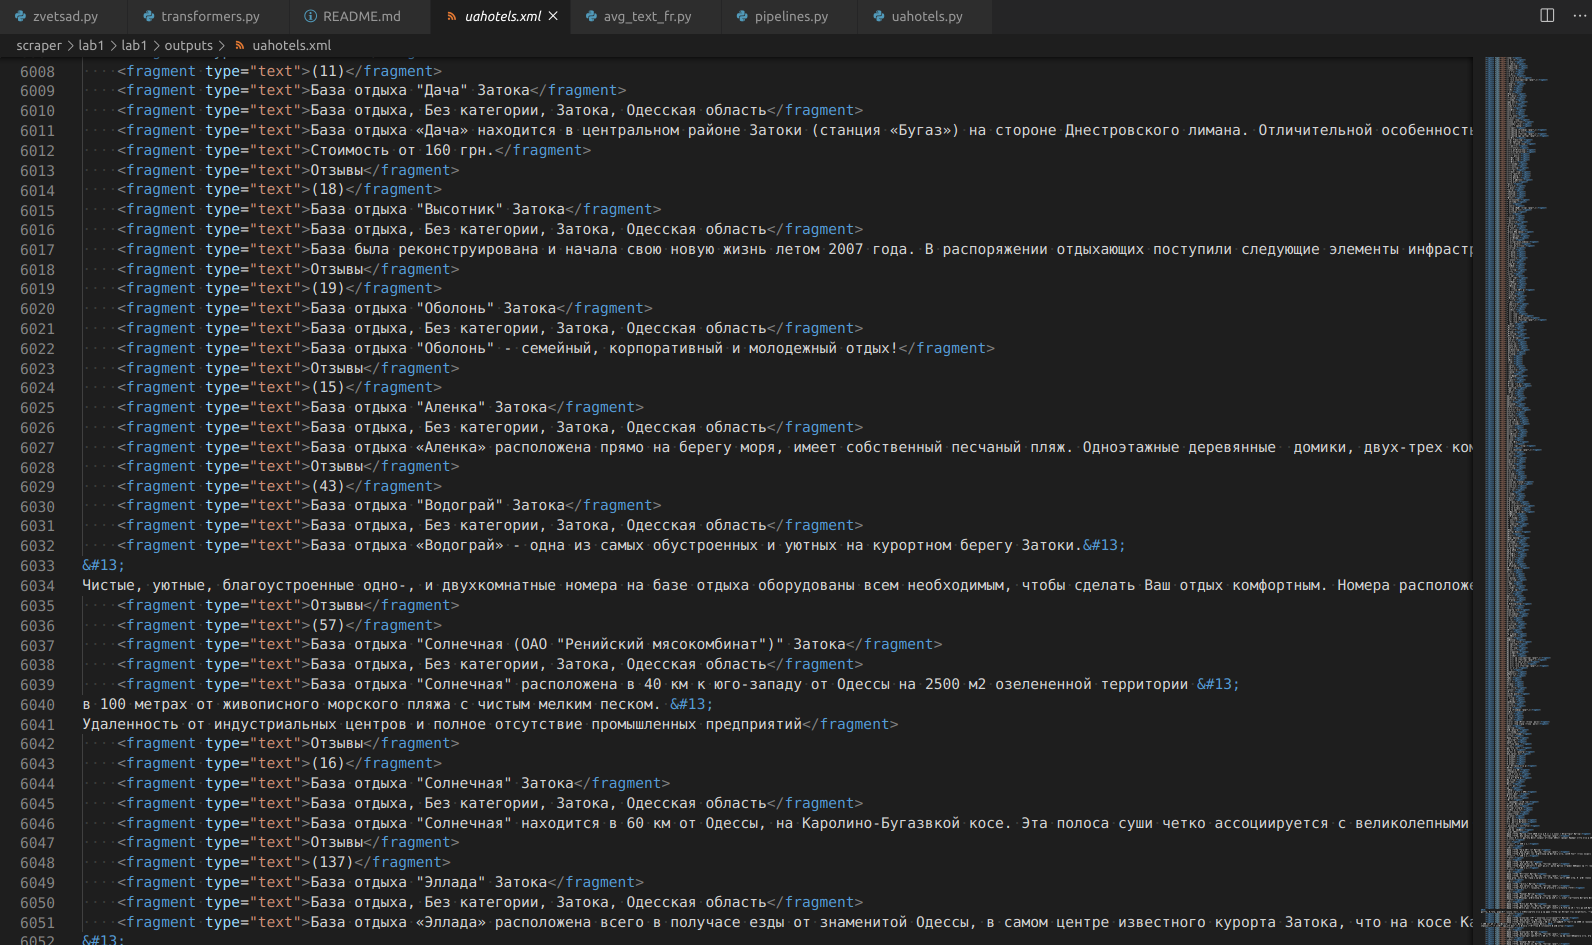 zvetsad.py transformers.py README.md uahotels.xml avg_text_fr.py pipelines.py uahotels.py
scraper > lab1 > lab1 > outputs > uahotels.xml
6008 <fragment type="text">(11)</fragment>
6009 <fragment type="text">База отдыха "Дача" Затока</fragment>
6010 <fragment type="text">База отдыха, Без категории, Затока, Одесская область</fragment>
6011 <fragment type="text">База отдыха «Дача» находится в центральном районе Затоки (станция «Бугаз») на стороне Днестровского лимана. Отличительной особенность
6012 <fragment type="text">Стоимость от 160 грн.</fragment>
6013 <fragment type="text">Отзывы</fragment>
6014 <fragment type="text">(18)</fragment>
6015 <fragment type="text">База отдыха "Высотник" Затока</fragment>
6016 <fragment type="text">База отдыха, Без категории, Затока, Одесская область</fragment>
6017 <fragment type="text">База была реконструирована и начала свою новую жизнь летом 2007 года. В распоряжении отдыхающих поступили следующие элементы инфрастр
6018 <fragment type="text">Отзывы</fragment>
6019 <fragment type="text">(19)</fragment>
6020 <fragment type="text">База отдыха "Оболонь" Затока</fragment>
6021 <fragment type="text">База отдыха, Без категории, Затока, Одесская область</fragment>
6022 <fragment type="text">База отдыха "Оболонь" - семейный, корпоративный и молодежный отдых!</fragment>
6023 <fragment type="text">Отзывы</fragment>
6024 <fragment type="text">(15)</fragment>
6025 <fragment type="text">База отдыха "Аленка" Затока</fragment>
6026 <fragment type="text">База отдыха, Без категории, Затока, Одесская область</fragment>
6027 <fragment type="text">База отдыха «Аленка» расположена прямо на берегу моря, имеет собственный песчаный пляж. Одноэтажные деревянные  домики, двух-трех ком
6028 <fragment type="text">Отзывы</fragment>
6029 <fragment type="text">(43)</fragment>
6030 <fragment type="text">База отдыха "Водограй" Затока</fragment>
6031 <fragment type="text">База отдыха, Без категории, Затока, Одесская область</fragment>
6032 <fragment type="text">База отдыха «Водограй» - одна из самых обустроенных и уютных на курортном берегу Затоки.&#13;
6033 &#13;
6034 Чистые, уютные, благоустроенные одно-, и двухкомнатные номера на базе отдыха оборудованы всем необходимым, чтобы сделать Ваш отдых комфортным. Номера расположе
6035 <fragment type="text">Отзывы</fragment>
6036 <fragment type="text">(57)</fragment>
6037 <fragment type="text">База отдыха "Солнечная (ОАО "Ренийский мясокомбинат")" Затока</fragment>
6038 <fragment type="text">База отдыха, Без категории, Затока, Одесская область</fragment>
6039 <fragment type="text">База отдыха "Солнечная" расположена в 40 км к юго-западу от Одессы на 2500 м2 озелененной территории &#13;
6040 в 100 метрах от живописного морского пляжа с чистым мелким песком. &#13;
6041 Удаленность от индустриальных центров и полное отсутствие промышленных предприятий</fragment>
6042 <fragment type="text">Отзывы</fragment>
6043 <fragment type="text">(16)</fragment>
6044 <fragment type="text">База отдыха "Солнечная" Затока</fragment>
6045 <fragment type="text">База отдыха, Без категории, Затока, Одесская область</fragment>
6046 <fragment type="text">База отдыха "Солнечная" находится в 60 км от Одессы, на Каролино-Бугазвкой косе. Эта полоса суши четко ассоциируется с великолепными
6047 <fragment type="text">Отзывы</fragment>
6048 <fragment type="text">(137)</fragment>
6049 <fragment type="text">База отдыха "Эллада" Затока</fragment>
6050 <fragment type="text">База отдыха, Без категории, Затока, Одесская область</fragment>
6051 <fragment type="text">База отдыха «Эллада» расположена всего в получасе езды от знаменитой Одессы, в самом центре известного курорта Затока, что на косе Ка
6052 &#13;